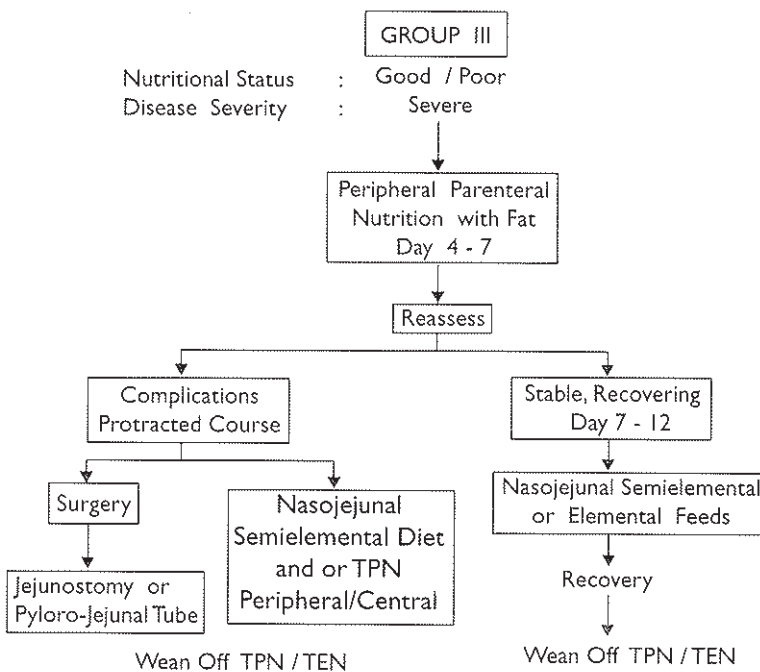 GROUP III
Nutritional Status : Good / Poor
Disease Severity : Severe
Peripheral Parenteral
Nutrition with Fat
Day 4 - 7
Reassess
Complications
Protracted Course
Stable, Recovering
Day 7 - 12
Surgery
Nasojejunal
Semielemental Diet
and or TPN
Peripheral/Central
Nasojejunal Semielemental
or Elemental Feeds
Jejunostomy or
Pyloro-Jejunal Tube
Recovery
Wean Off TPN / TEN
Wean Off TPN / TEN